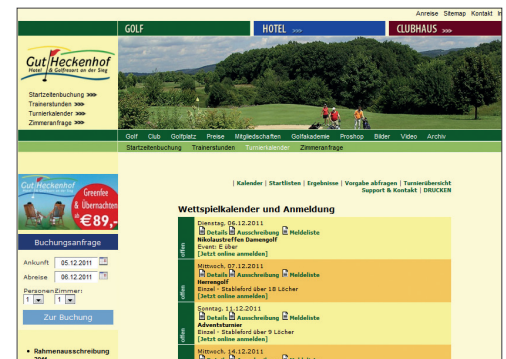 Anreise Sitemap Kontakt
GOLF
HOTEL >>>
CLUBHAUS >>>
Gut Heckenhof
Hotel & Golfresort an der Sieg
Startzeitenbuchung >>>
Trainerstunden >>>
Turnierkalender >>>
Zimmeranfrage >>>
Golf Club Golfplatz Preise Mitgliedschaften Golfakademie Proshop Bilder Video Archiv
Startzeitenbuchung Trainerstunden Turnierkalender Zimmeranfrage
| Kalender | Startlisten | Ergebnisse | Vorgabe abfragen | Turnierübersicht
Support & Kontakt | DRUCKEN
Gut Heckenhof
Greenfee
& Übernachten
ab €89,-
Buchungsanfrage
Ankunft 05.12.2011
Abreise 06.12.2011
Personen Zimmer:
1 1
Zur Buchung
• Rahmenausschreibung
Wettspielkalender und Anmeldung
offen
Dienstag, 06.12.2011
Details Ausschreibung Meldeliste
Nikolaustreffen Damengolf
Event: E über
[Jetzt online anmelden]
offen
Mittwoch, 07.12.2011
Details Ausschreibung Meldeliste
Herrengolf
Einzel - Stableford über 18 Löcher
[Jetzt online anmelden]
offen
Sonntag, 11.12.2011
Details Ausschreibung Meldeliste
Adventsturnier
Einzel - Stableford über 9 Löcher
[Jetzt online anmelden]
Mittwoch, 14.12.2011
Details Ausschreibung Meldeliste